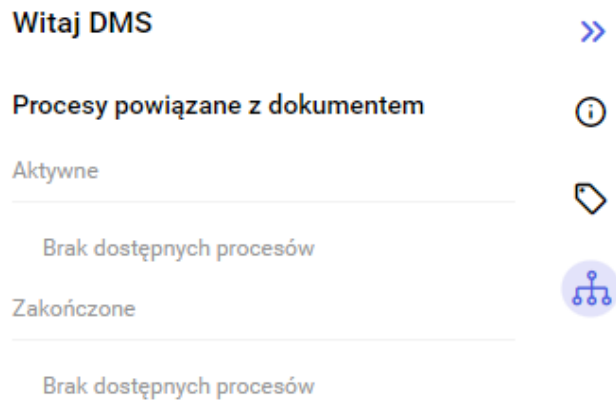 Witaj DMS
Procesy powiązane z dokumentem
Aktywne
Brak dostępnych procesów
Zakończone
Brak dostępnych procesów